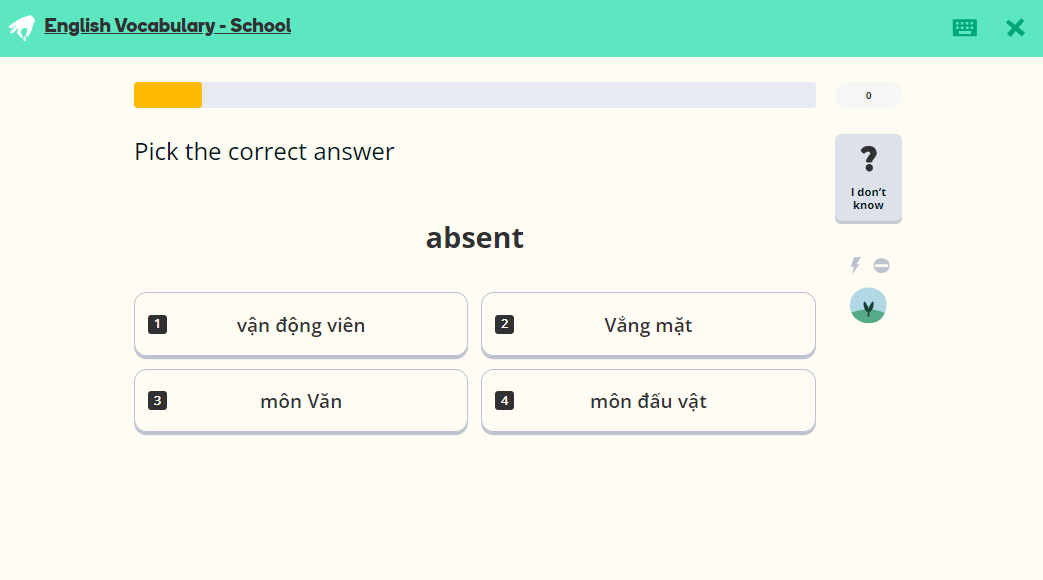 English Vocabulary - School
0
Pick the correct answer
?
I don't
know
absent
1 vận động viên
2 Vắng mặt
3 môn Văn
4 môn đấu vật